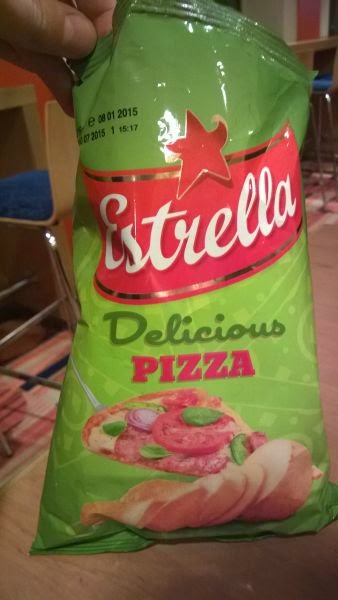 ℮ 08 01 2015
07 2015 1 15:17
Estrella
Delicious
PIZZA